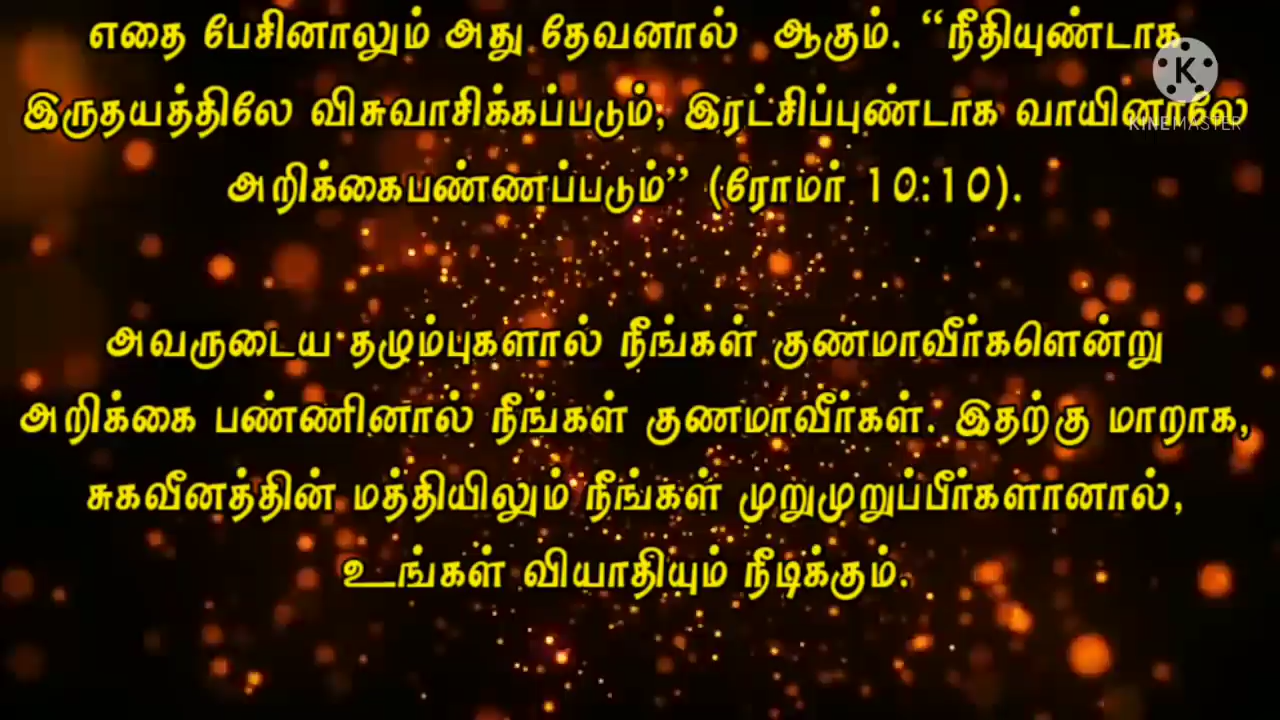 எதை பேசினாலும் அது தேவனால் ஆகும். “நீதியுண்டாக
இருதயத்திலே விசுவாசிக்கப்படும்; இரட்சிப்புண்டாக வாயினாலே
அறிக்கைபண்ணப்படும்” (ரோமர் 10:10).
அவருடைய தழும்புகளால் நீங்கள் குணமாவீர்களென்று
அறிக்கை பண்ணினால் நீங்கள் குணமாவீர்கள். இதற்கு மாறாக,
சுகவீனத்தின் மத்தியிலும் நீங்கள் முறுமுறுப்பீர்களானால்,
உங்கள் வியாதியும் நீடிக்கும்.
K
KINEMASTER